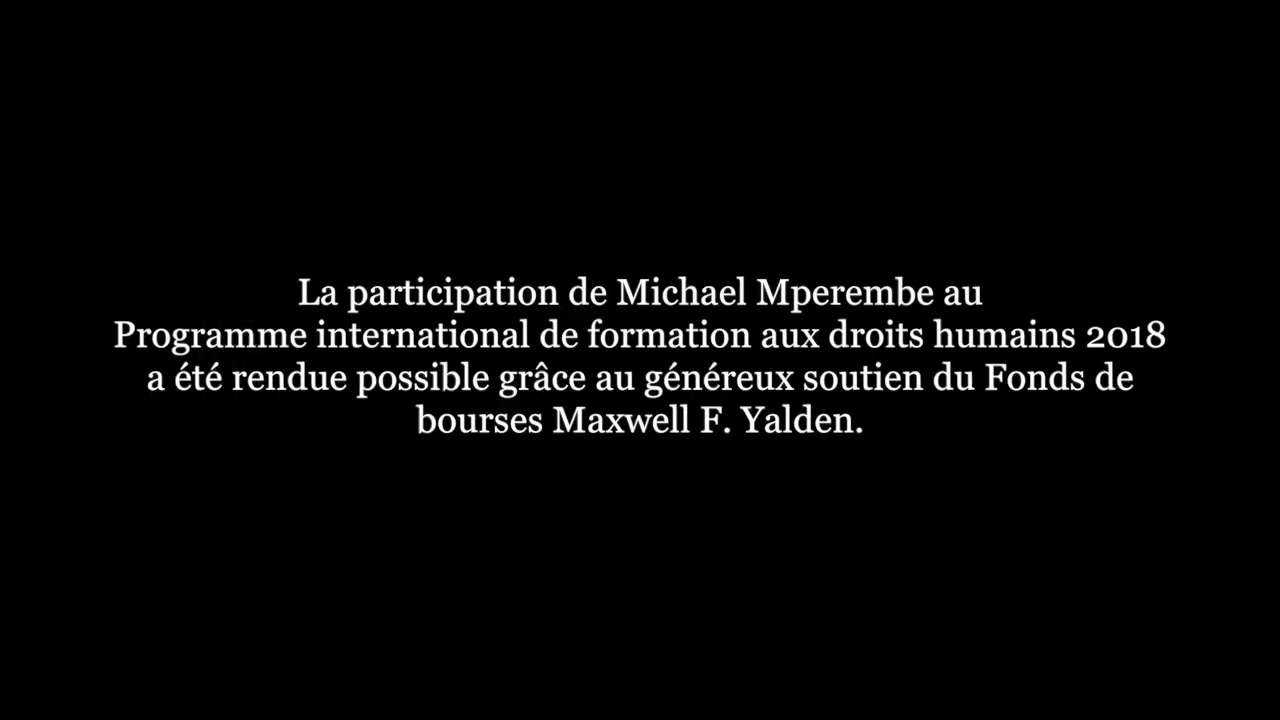 La participation de Michael Mperembe au
Programme international de formation aux droits humains 2018
a été rendue possible grâce au généreux soutien du Fonds de
bourses Maxwell F. Yalden.